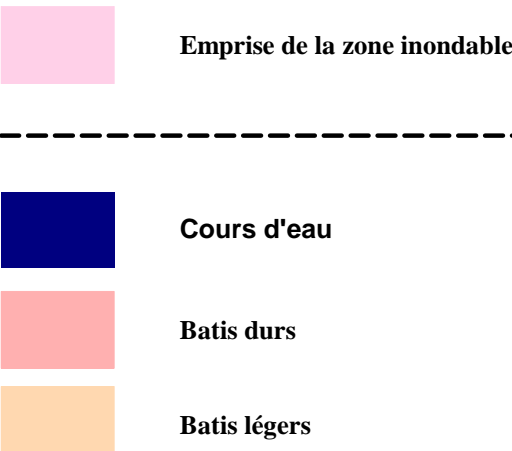 Emprise de la zone inondable
Cours d'eau
Batis durs
Batis légers